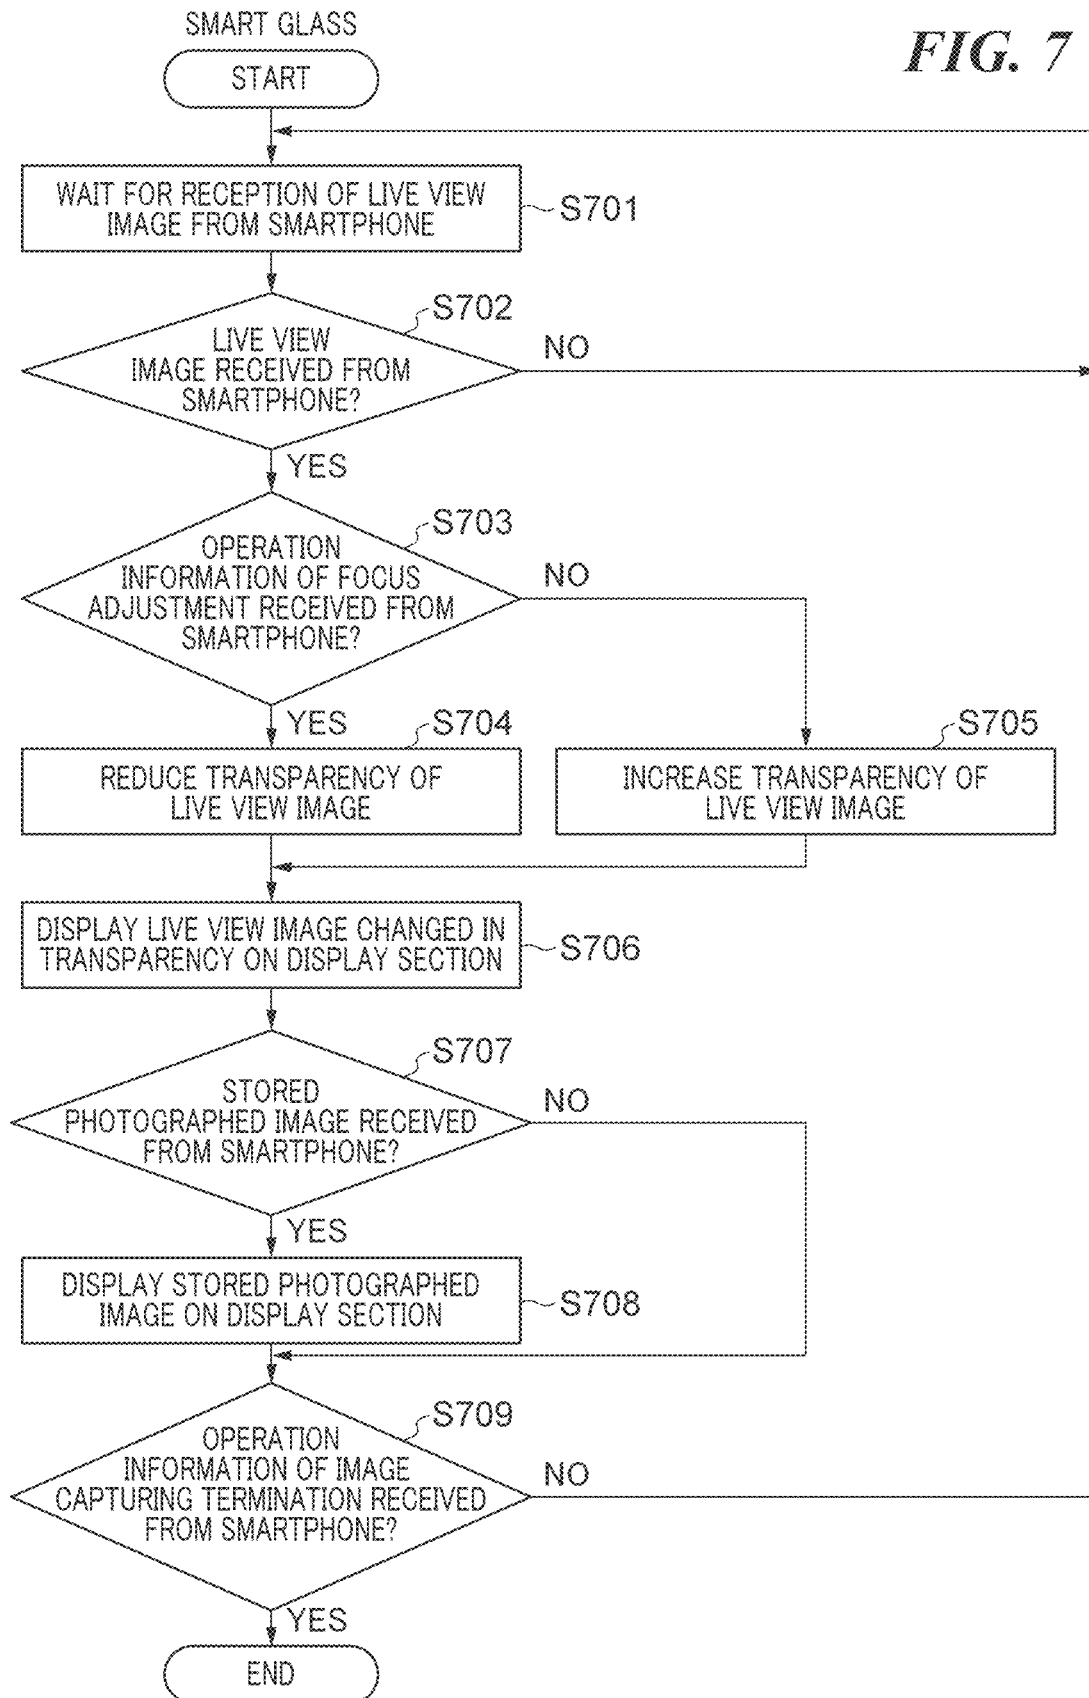 SMART GLASS
FIG. 7
START
WAIT FOR RECEPTION OF LIVE VIEW
IMAGE FROM SMARTPHONE
S701
S702
LIVE VIEW
IMAGE RECEIVED FROM
SMARTPHONE?
NO
YES
S703
OPERATION
INFORMATION OF FOCUS
ADJUSTMENT RECEIVED FROM
SMARTPHONE?
NO
YES
S704
REDUCE TRANSPARENCY OF
LIVE VIEW IMAGE
S705
INCREASE TRANSPARENCY OF
LIVE VIEW IMAGE
DISPLAY LIVE VIEW IMAGE CHANGED IN
TRANSPARENCY ON DISPLAY SECTION
S706
S707
STORED
PHOTOGRAPHED IMAGE RECEIVED
FROM SMARTPHONE?
NO
YES
DISPLAY STORED PHOTOGRAPHED
IMAGE ON DISPLAY SECTION
S708
S709
OPERATION
INFORMATION OF IMAGE
CAPTURING TERMINATION RECEIVED
FROM SMARTPHONE?
NO
YES
END